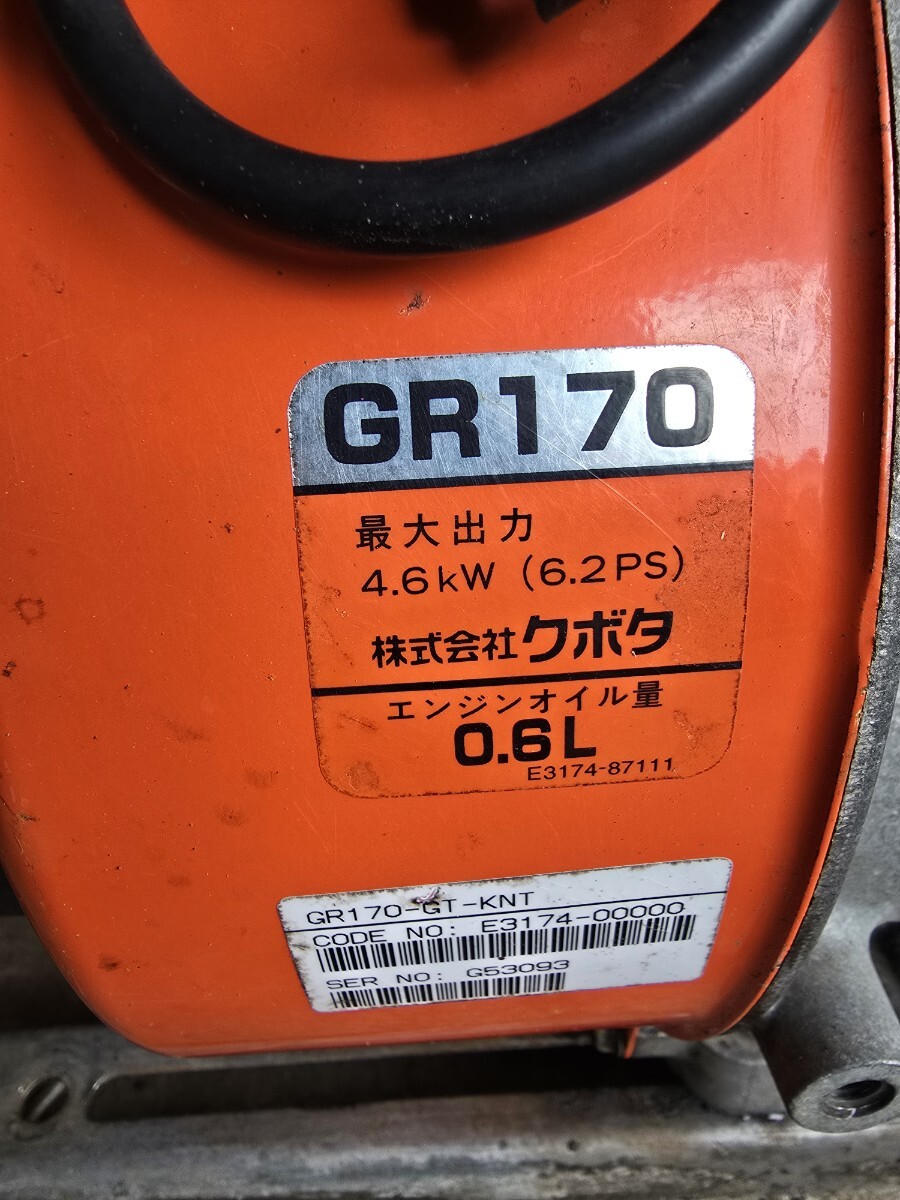 GR170
最大出力
4.6kW (6.2PS)
株式会社クボタ
エンジンオイル量
0.6L
E3174-87111
GR170-GT-KNT
CODE NO: E3174-00000
SER NO: G53093